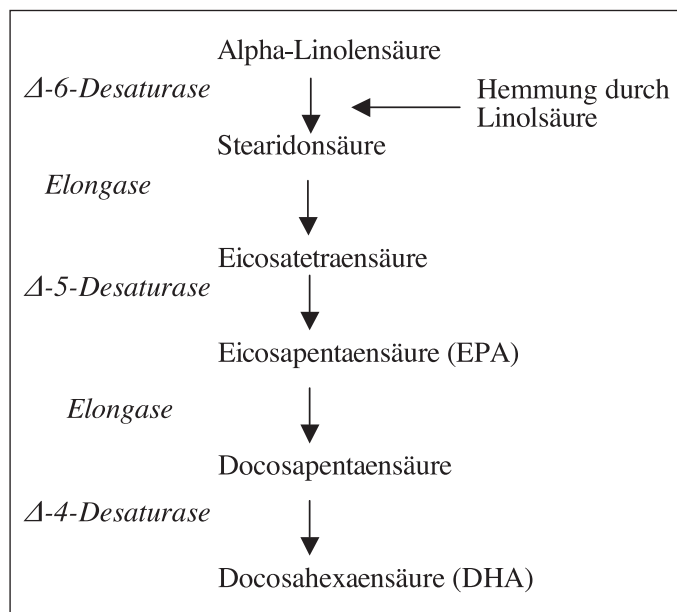 Alpha-Linolensäure
Δ-6-Desaturase
Hemmung durch
Linolsäure
Stearidonsäure
Elongase
Eicosatetraensäure
Δ-5-Desaturase
Eicosapentaensäure (EPA)
Elongase
Docosapentaensäure
Δ-4-Desaturase
Docosahexaensäure (DHA)